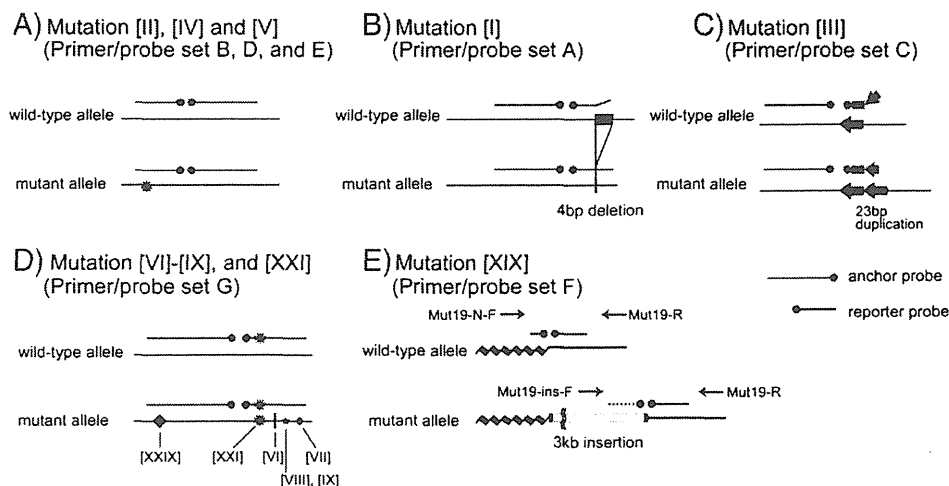 A) Mutation [II], [IV] and [V]
(Primer/probe set B, D, and E)
wild-type allele
mutant allele
B) Mutation [I]
(Primer/probe set A)
wild-type allele
mutant allele
4bp deletion
C) Mutation [III]
(Primer/probe set C)
wild-type allele
mutant allele
23bp
duplication
D) Mutation [VI]-[IX], and [XXI]
(Primer/probe set G)
wild-type allele
mutant allele
[XXIX]
[XXI]
[VI]
[VII]
[VIII], [IX]
E) Mutation [XIX]
(Primer/probe set F)
Mut19-N-F
Mut19-R
wild-type allele
Mut19-ins-F
Mut19-R
mutant allele
3kb insertion
anchor probe
reporter probe